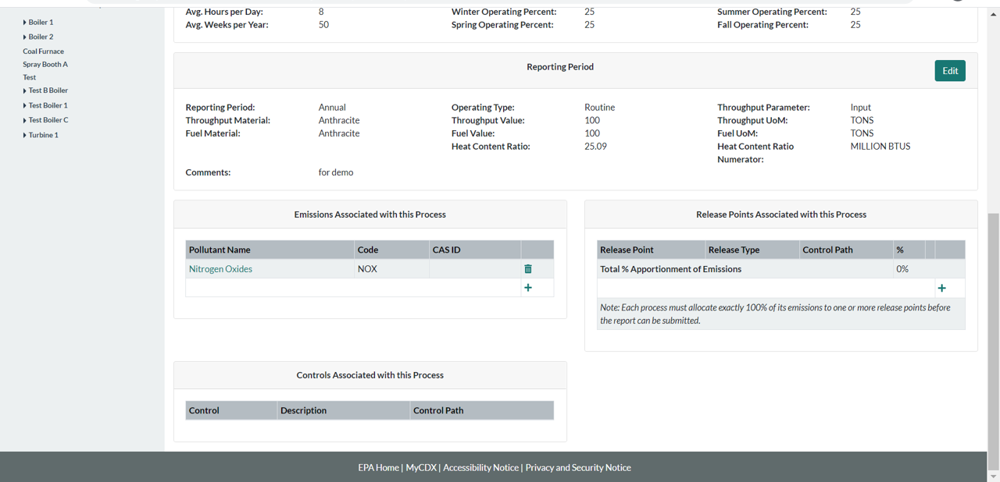 Avg. Hours per Day: 8 Winter Operating Percent: 25 Summer Operating Percent: 25
Avg. Weeks per Year: 50 Spring Operating Percent: 25 Fall Operating Percent: 25
Boiler 1
Boiler 2
Coal Furnace
Spray Booth A
Test
Test B Boiler
Test Boiler 1
Test Boiler C
Turbine 1
Reporting Period
Edit
Reporting Period: Annual Operating Type: Routine Throughput Parameter: Input
Throughput Material: Anthracite Throughput Value: 100 Throughput UoM: TONS
Fuel Material: Anthracite Fuel Value: 100 Fuel UoM: TONS
Heat Content Ratio: 25.09 Heat Content Ratio MILLION BTUS
Numerator:
Comments: for demo
Emissions Associated with this Process
Pollutant Name Code CAS ID
Nitrogen Oxides NOX
Release Points Associated with this Process
Release Point Release Type Control Path %
Total % Apportionment of Emissions 0%
Note: Each process must allocate exactly 100% of its emissions to one or more release points before
the report can be submitted.
Controls Associated with this Process
Control Description Control Path
EPA Home | MyCDX | Accessibility Notice | Privacy and Security Notice